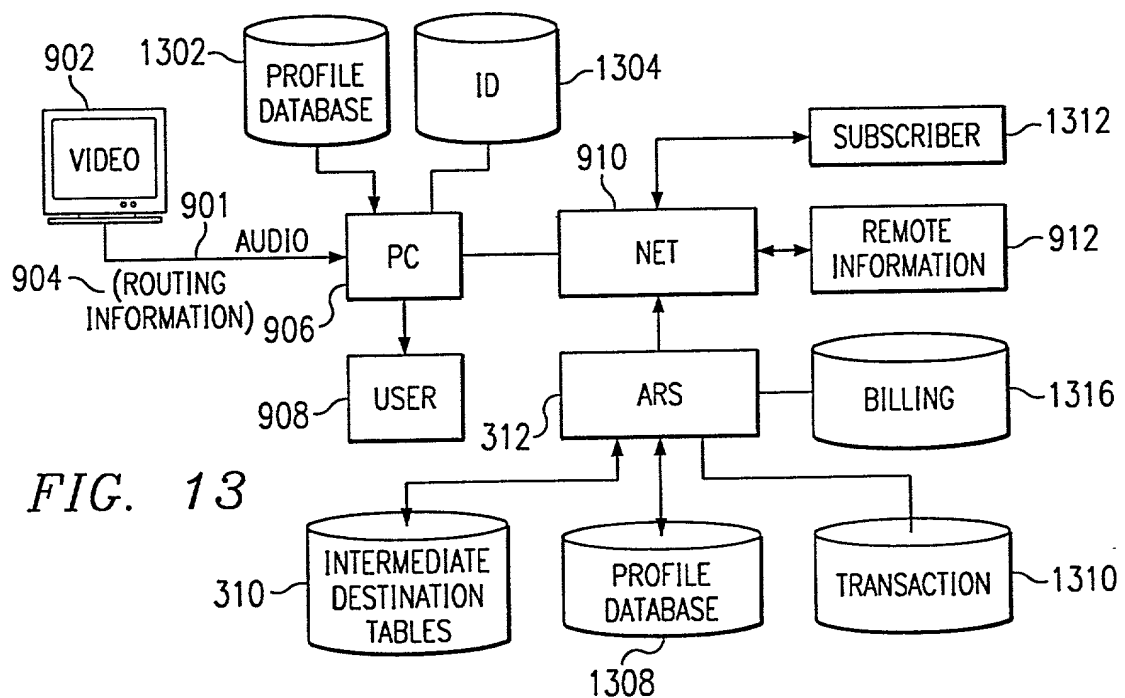 902
VIDEO
1302
PROFILE
DATABASE
ID
1304
SUBSCRIBER
1312
910
NET
REMOTE
INFORMATION
912
901
AUDIO
904
(ROUTING
INFORMATION)
PC
906
USER
908
ARS
312
BILLING
1316
FIG. 13
310
INTERMEDIATE
DESTINATION
TABLES
PROFILE
DATABASE
1308
TRANSACTION
1310